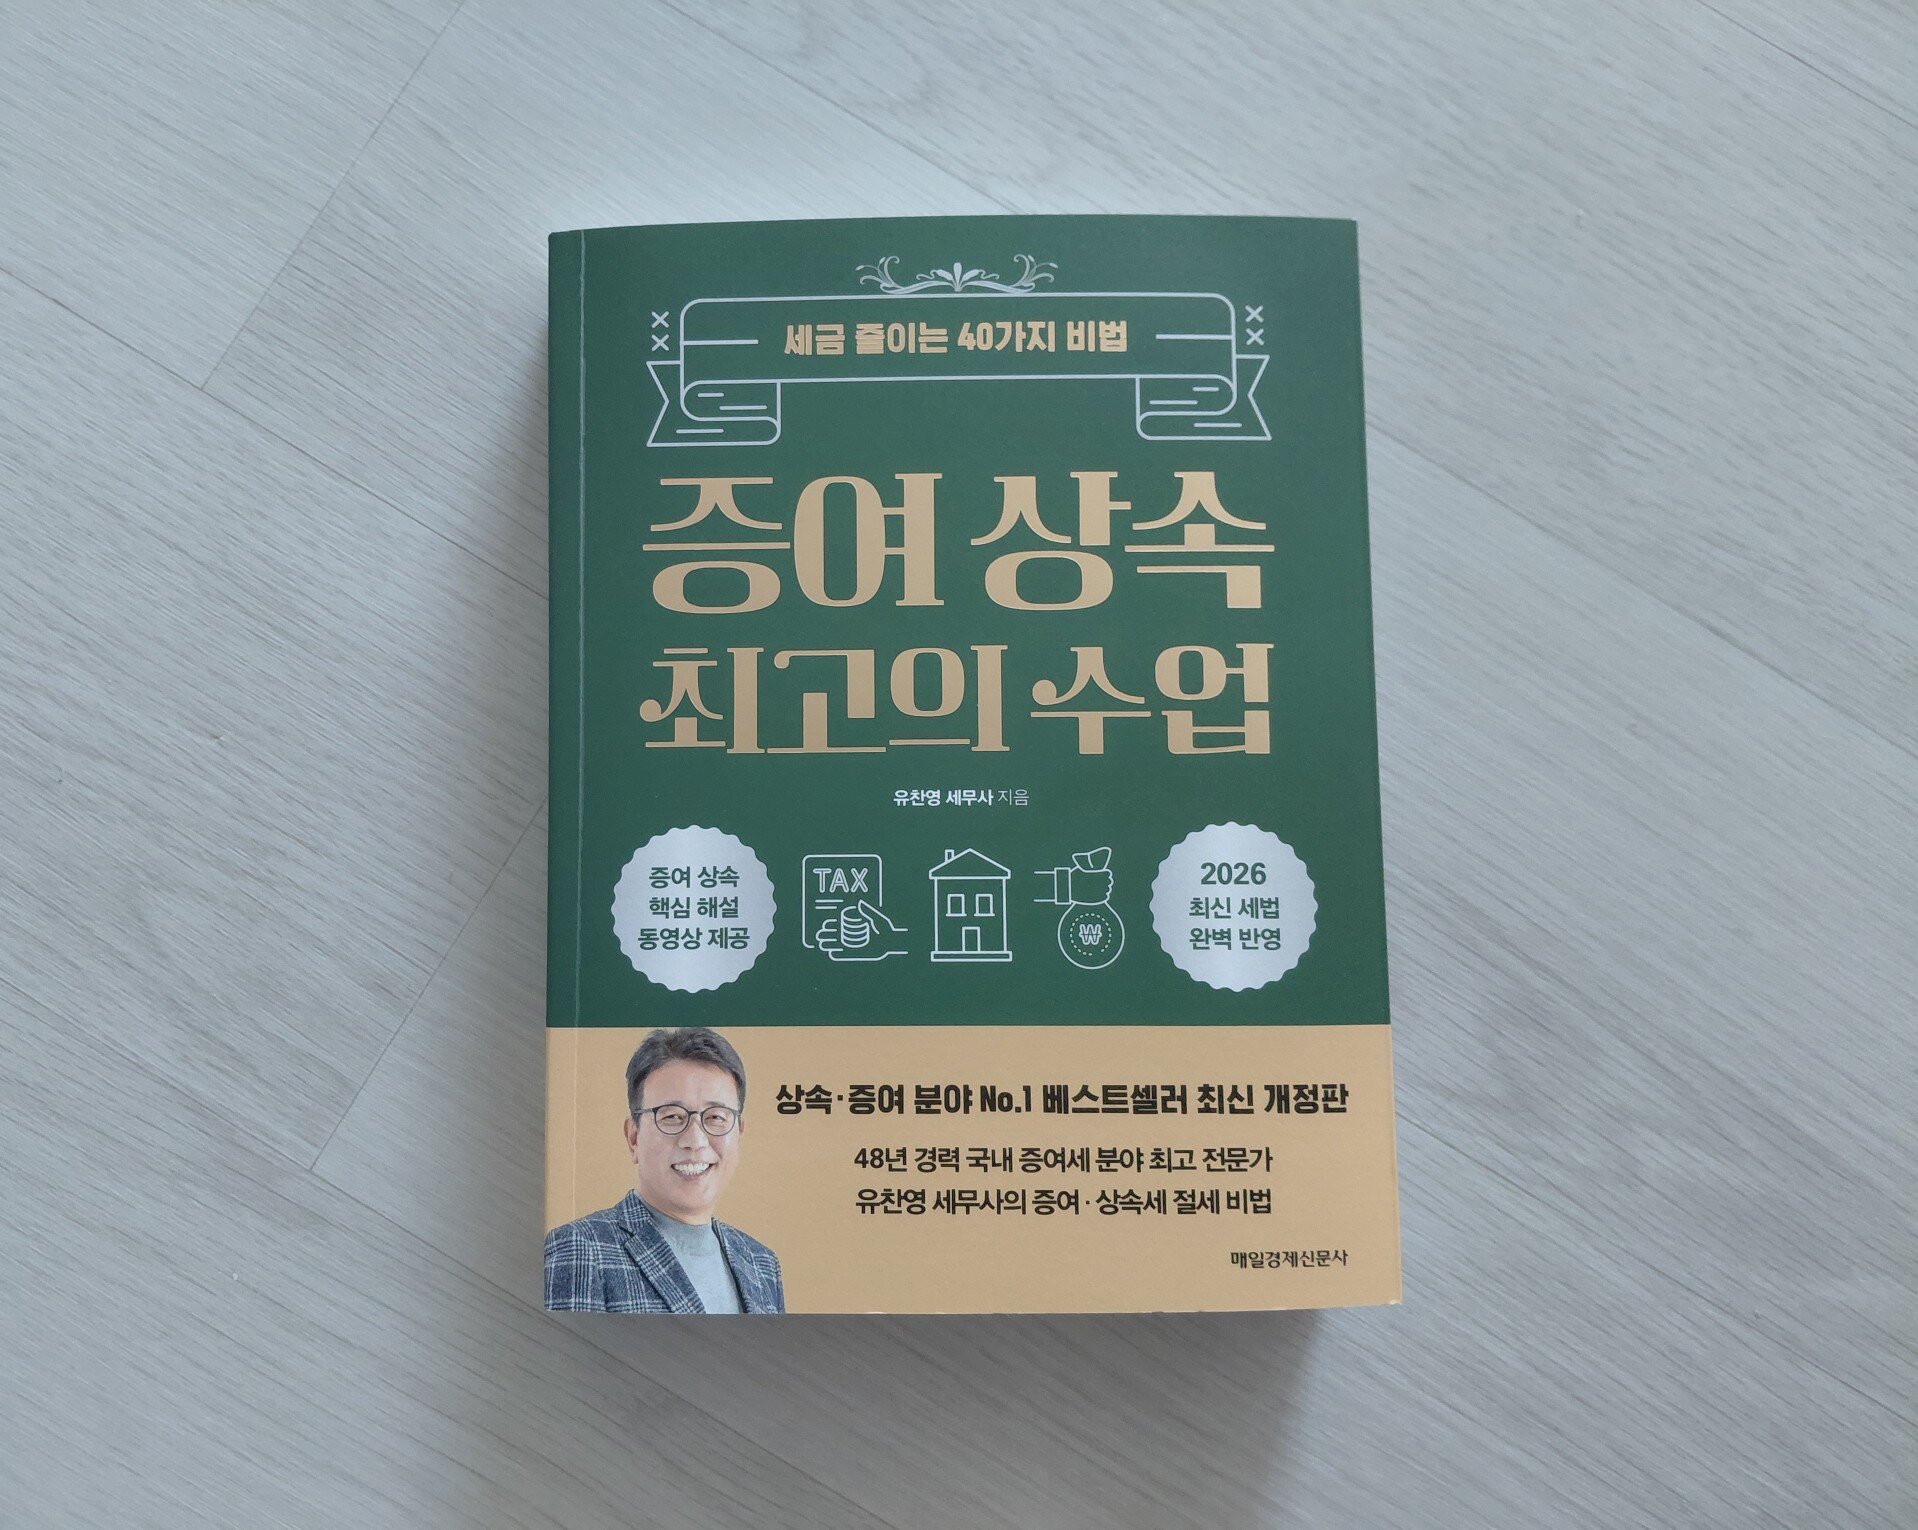 세금 줄이는 40가지 비법
증여 상속
최고의 수업
유찬영 세무사 지음
증여 상속
핵심 해설
동영상 제공
TAX
₩
2026
최신 세법
완벽 반영
상속·증여 분야 No.1 베스트셀러 최신 개정판
48년 경력 국내 증여세 분야 최고 전문가
유찬영 세무사의 증여·상속세 절세 비법
매일경제신문사